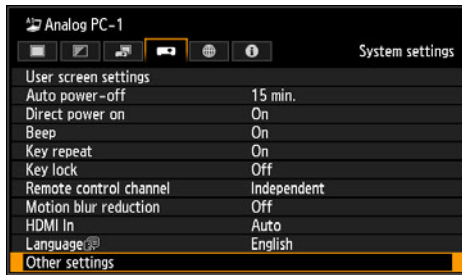 Analog PC-1
System settings
User screen settings
Auto power-off 15 min.
Direct power on On
Beep On
Key repeat On
Key lock Off
Remote control channel Independent
Motion blur reduction Off
HDMI In Auto
Language English
Other settings